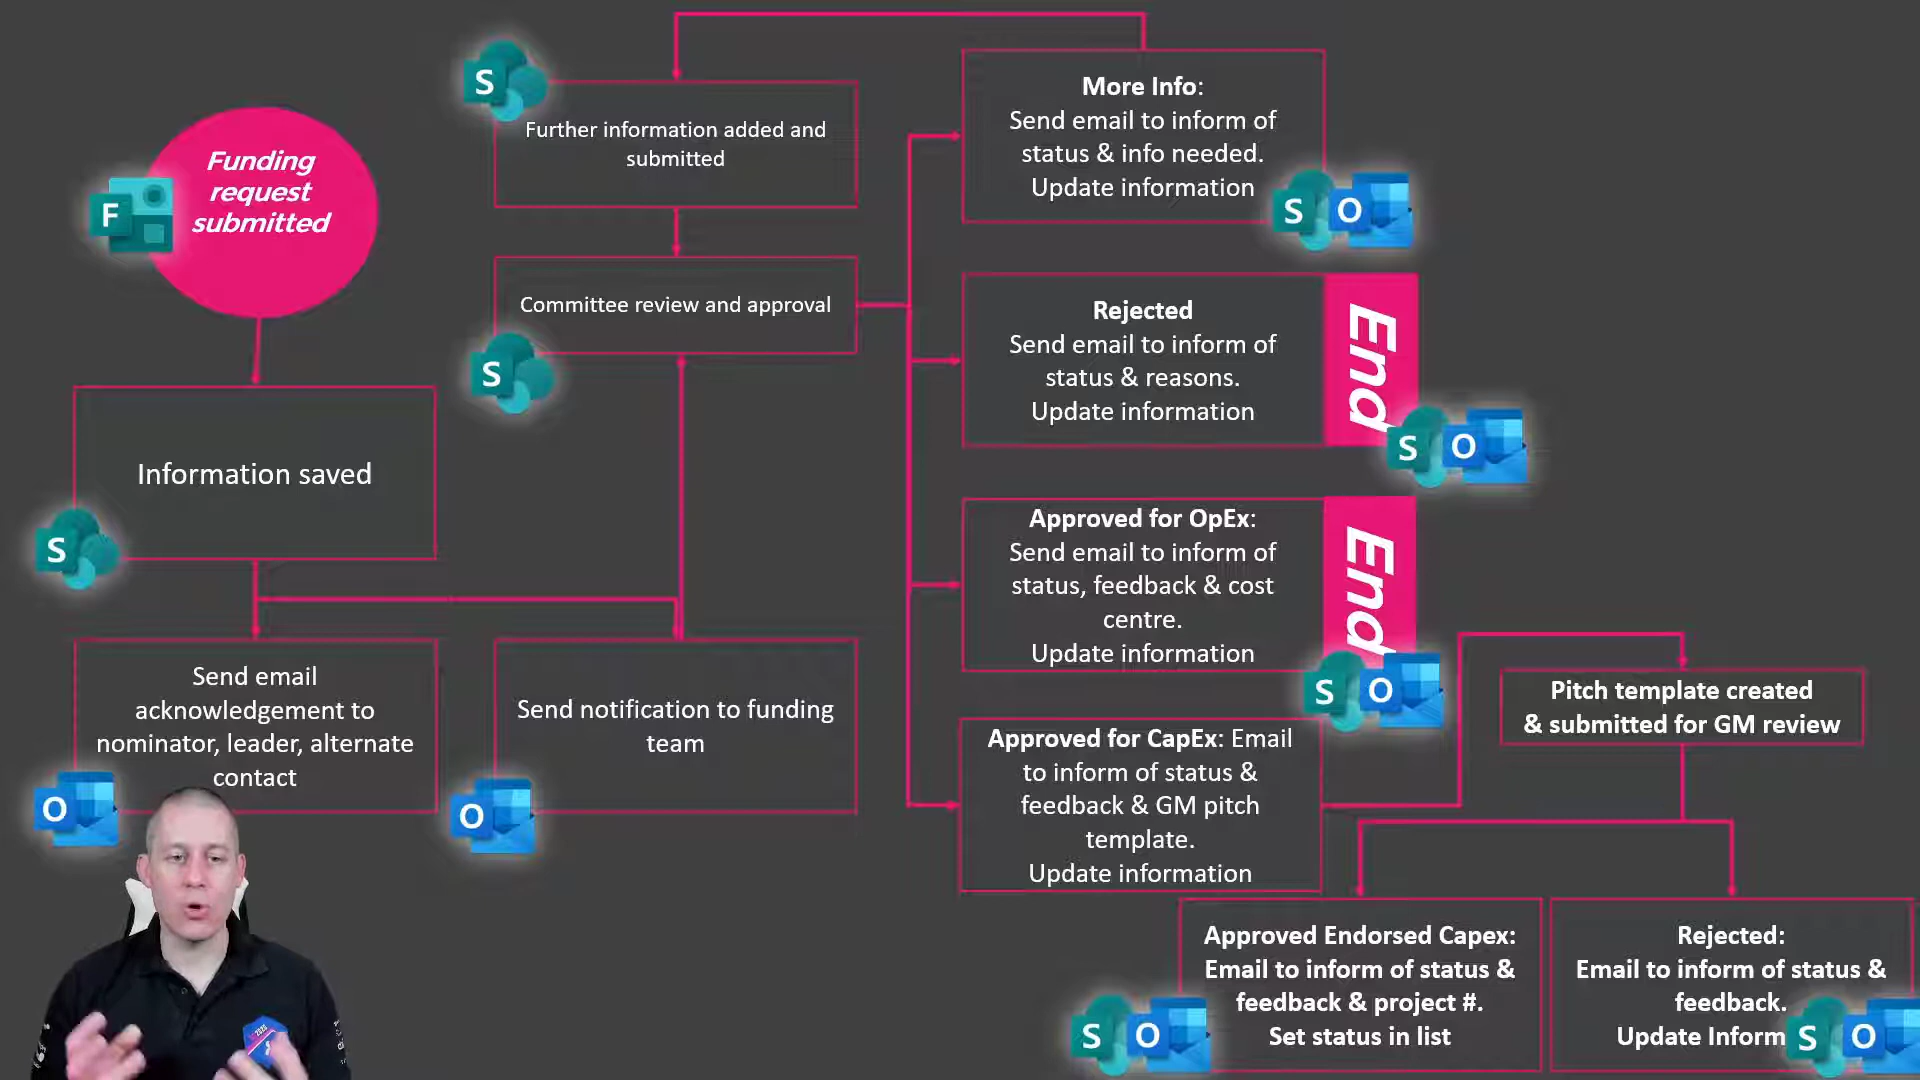 Funding
request
submitted
F
Information saved
S
Send email
acknowledgement to
nominator, leader, alternate
contact
O
Send notification to funding
team
O
S
Further information added and
submitted
Committee review and approval
S
More Info:
Send email to inform of
status & info needed.
Update information
S O
Rejected
Send email to inform of
status & reasons.
Update information
End
S O
Approved for OpEx:
Send email to inform of
status, feedback & cost
centre.
Update information
End
S O
Approved for CapEx: Email
to inform of status &
feedback & GM pitch
template.
Update information
Pitch template created
& submitted for GM review
Approved Endorsed Capex:
Email to inform of status &
feedback & project #.
Set status in list
S O
Rejected:
Email to inform of status &
feedback.
Update Inform
S O